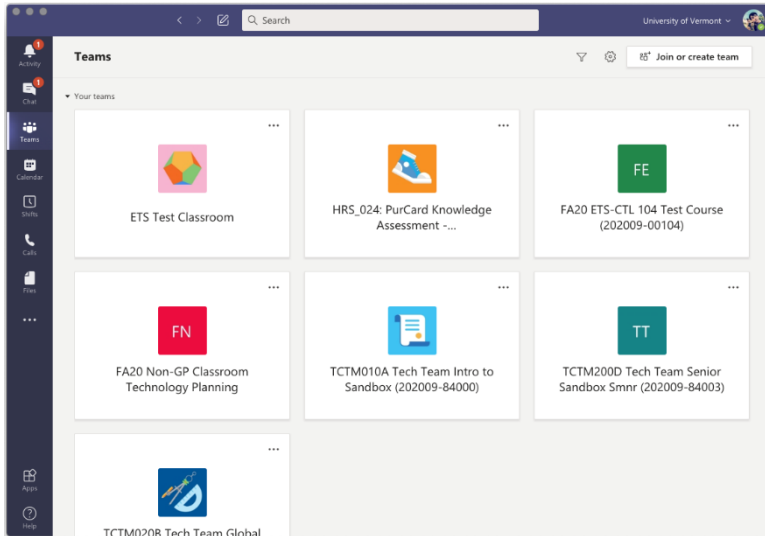 Search
University of Vermont
1
Activity
Teams
Join or create team
1
Chat
Your teams
Teams
Calendar
Shifts
Calls
Files
ETS Test Classroom
HRS_024: PurCard Knowledge
Assessment -...
FE
FA20 ETS-CTL 104 Test Course
(202009-00104)
FN
FA20 Non-GP Classroom
Technology Planning
TCTM010A Tech Team Intro to
Sandbox (202009-84000)
TT
TCTM200D Tech Team Senior
Sandbox Smnr (202009-84003)
TCTM020B Tech Team Global
Apps
Help